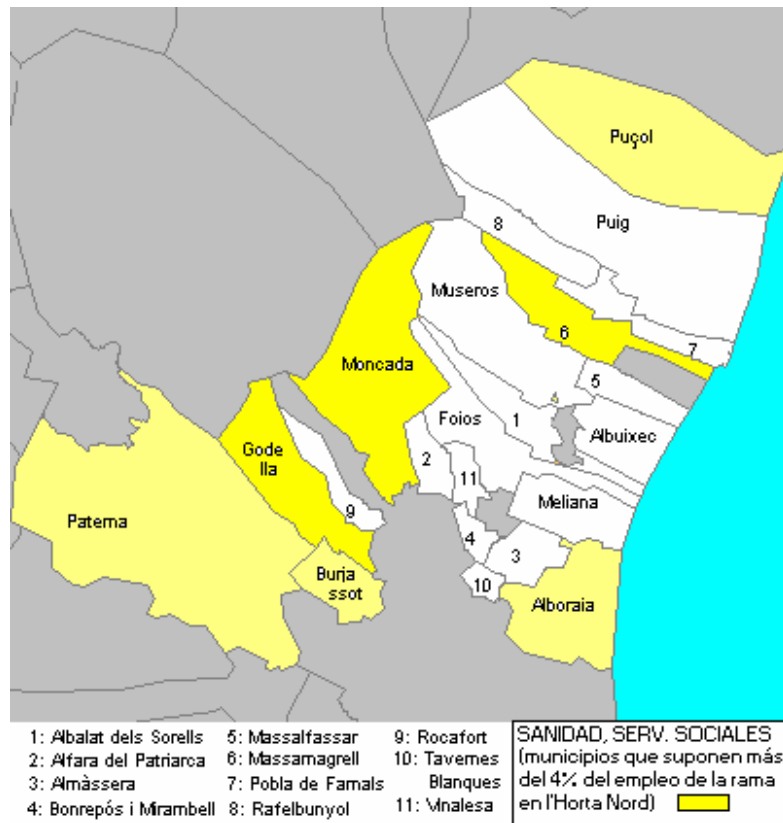 Puçol
Puig
8
Museros
6
7
Moncada
5
Foios
1
Albuixec
Gode
lla
2
11
Meliana
9
Paterna
4
3
Burja
ssot
10
Alboraia
1: Albalat dels Sorells
2: Alfara del Patriarca
3: Almàssera
4: Bonrepós i Mirambell
5: Massalfassar
6: Massamagrell
7: Pobla de Farnals
8: Rafelbunyol
9: Rocafort
10: Tavernes
Blanques
11: Vinalesa
SANIDAD, SERV. SOCIALES
(municipios que suponen más
del 4% del empleo de la rama
en l'Horta Nord)